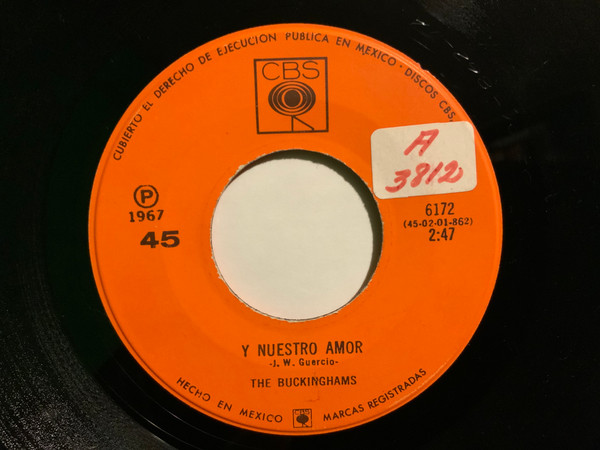 CUBIERTO EL DERECHO DE EJECUCION PUBLICA EN MEXICO - DISCOS CBS,
CBS
A
3812
P
1967
45
6172
(45-02-01-862)
2:47
Y NUESTRO AMOR
-J. W. Guercio-
THE BUCKINGHAMS
HECHO EN MEXICO CBS MARCAS REGISTRADAS